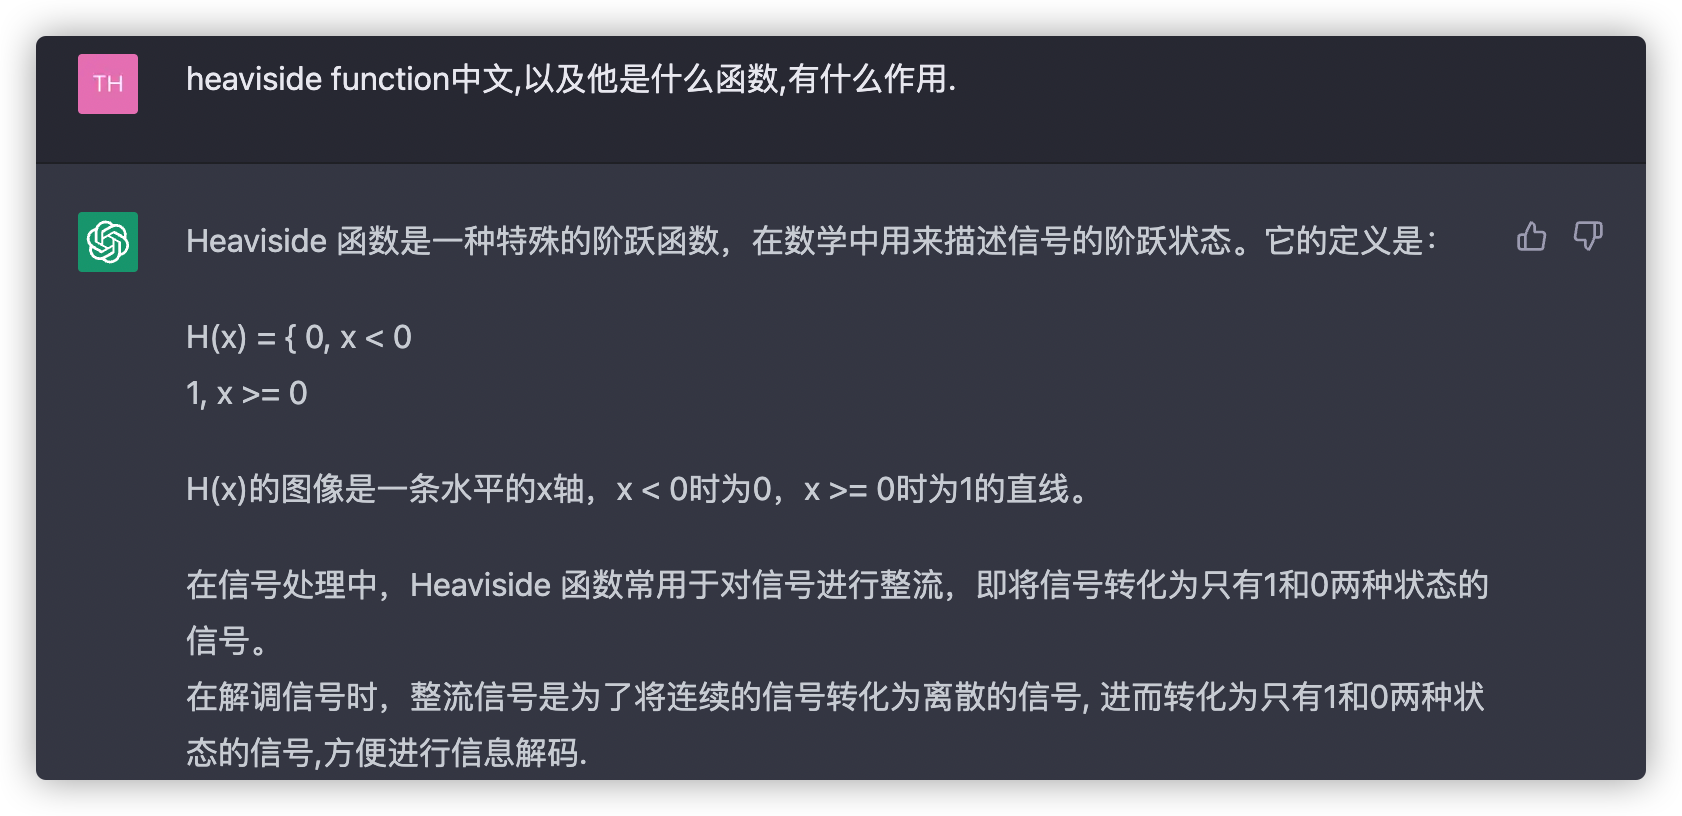 TH
heaviside function中文,以及他是什么函数,有什么作用.
Heaviside 函数是一种特殊的阶跃函数，在数学中用来描述信号的阶跃状态。它的定义是：
H(x) = { 0, x < 0
1, x >= 0
H(x)的图像是一条水平的x轴，x < 0时为0，x >= 0时为1的直线。
在信号处理中，Heaviside 函数常用于对信号进行整流，即将信号转化为只有1和0两种状态的
信号。
在解调信号时，整流信号是为了将连续的信号转化为离散的信号, 进而转化为只有1和0两种状
态的信号,方便进行信息解码.